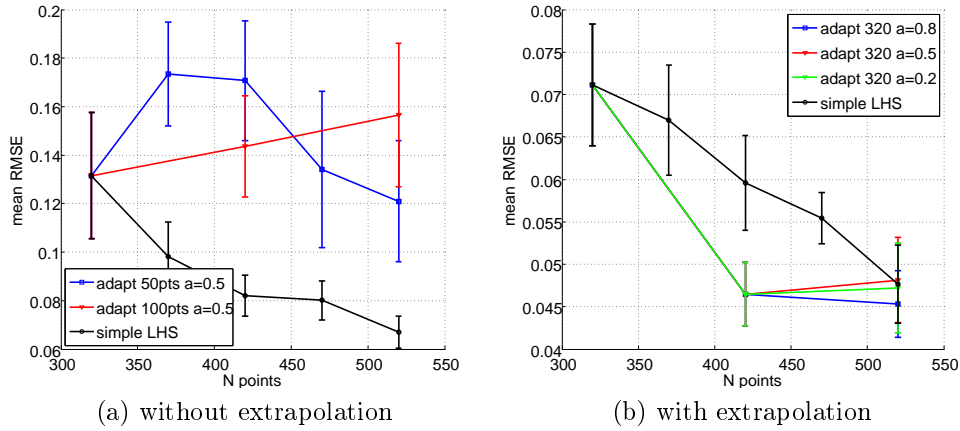 0.2
0.18
0.16
0.14
0.12
0.1
0.08
0.06
mean RMSE
300
350
400
450
500
550
N points
adapt 50pts a=0.5
adapt 100pts a=0.5
simple LHS
(a) without extrapolation
0.08
0.075
0.07
0.065
0.06
0.055
0.05
0.045
0.04
mean RMSE
300
350
400
450
500
550
N points
adapt 320 a=0.8
adapt 320 a=0.5
adapt 320 a=0.2
simple LHS
(b) with extrapolation